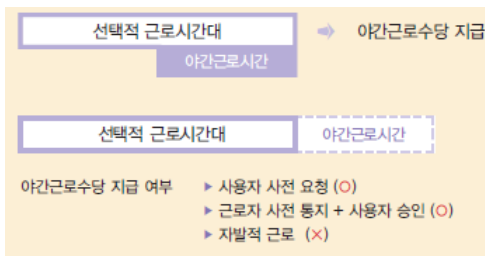 선택적 근로시간대 ➡ 야간근로수당 지급
야간근로시간
선택적 근로시간대 야간근로시간
야간근로수당 지급 여부 ▶ 사용자 사전 요청 (○)
▶ 근로자 사전 통지 + 사용자 승인 (○)
▶ 자발적 근로 (×)